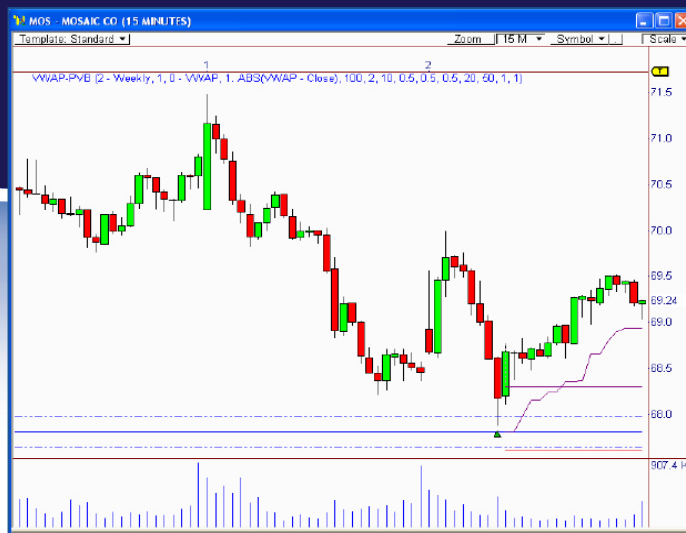 MOS - MOSAIC CO (15 MINUTES)
Template: Standard Zoom 15 M Symbol . Scale
1 2
VWAP-PVB (2 - Weekly, 1, 0 - VWAP, 1. ABS(VWAP - Close), 100, 2, 10, 0.5, 0.5, 0.5, 20, 50, 1, 1)
T
71.5
71.0
70.5
70.0
69.5
69.24
69.0
68.5
68.0
907.4